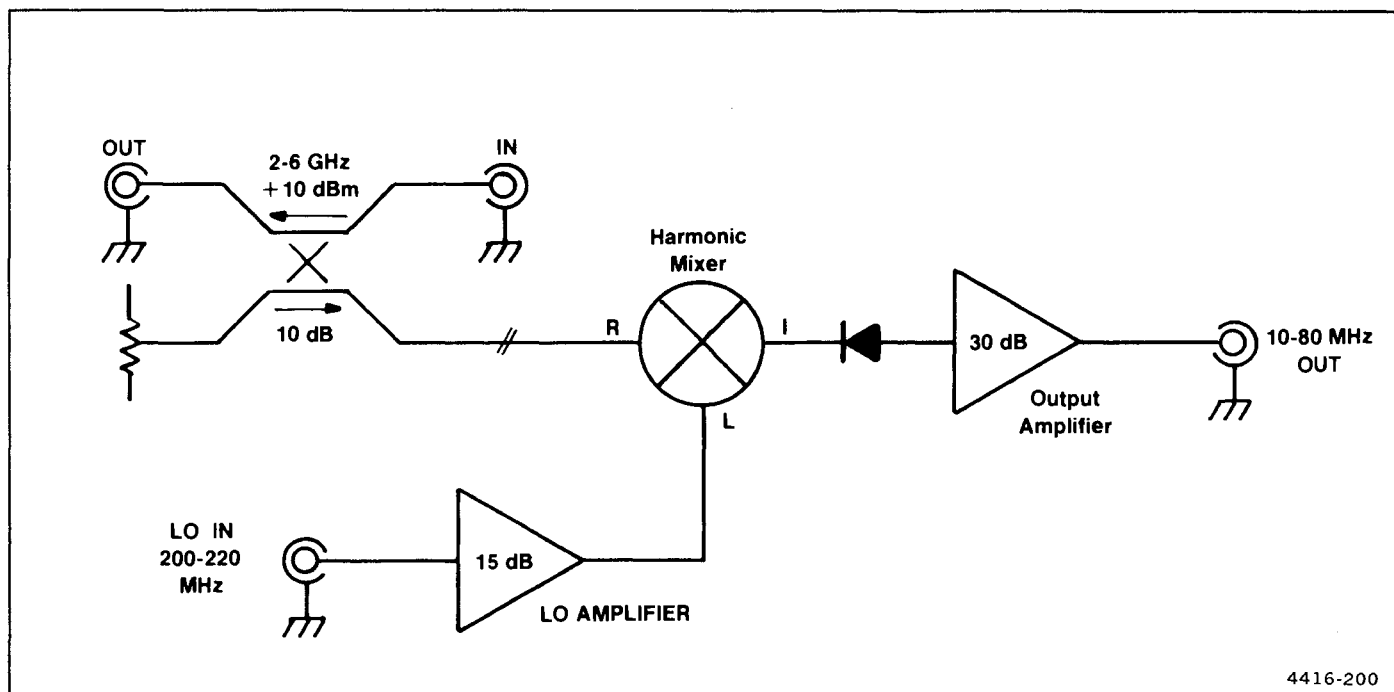 OUT
2-6 GHz
+10 dBm
IN
10 dB
Harmonic
Mixer
R
I
L
30 dB
Output
Amplifier
10-80 MHz
OUT
LO IN
200-220
MHz
15 dB
LO AMPLIFIER
4416-200